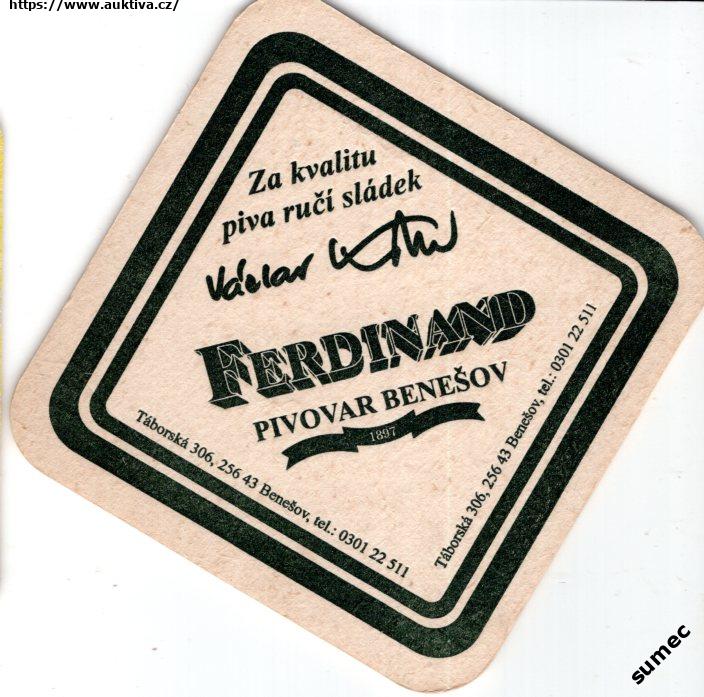 https://www.auktiva.cz/
Za kvalitu
piva ručí sládek
Václav
FERDINAND
PIVOVAR BENEŠOV
1897
Táborská 306, 256 43 Benešov, tel.: 0301 22 511
Táborská 306, 256 43 Benešov, tel.: 0301 22 511
sumec